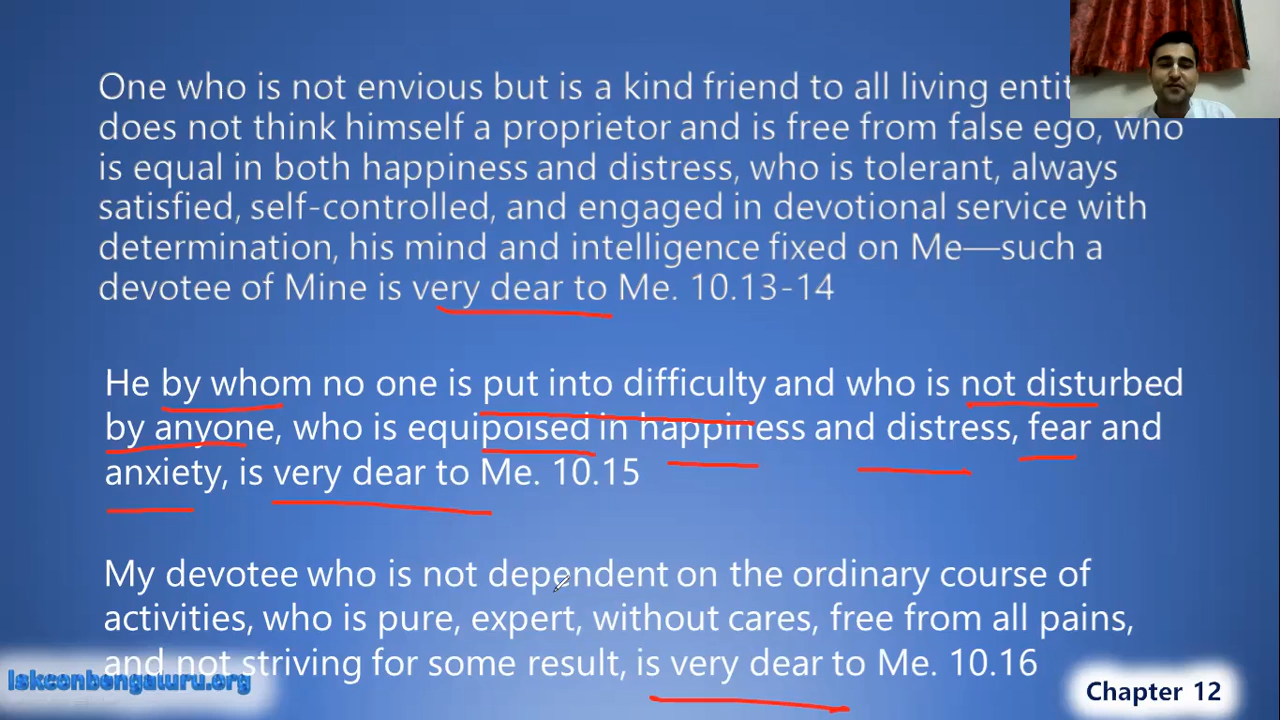 One who is not envious but is a kind friend to all living
does not think himself a proprietor and is free from false ego, who
is equal in both happiness and distress, who is tolerant, always
satisfied, self-controlled, and engaged in devotional service with
determination, his mind and intelligence fixed on Me—such a
devotee of Mine is very dear to Me. 10.13-14
He by whom no one is put into difficulty and who is not disturbed
by anyone, who is equipoised in happiness and distress, fear and
anxiety, is very dear to Me. 10.15
My devotee who is not dependent on the ordinary course of
activities, who is pure, expert, without cares, free from all pains,
and not striving for some result, is very dear to Me. 10.16
Iskconbengaluru.org
Chapter 12